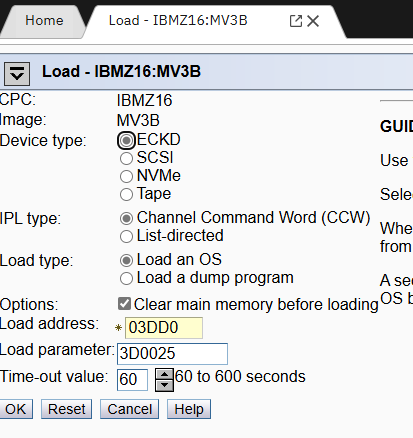 Home
Load - IBMZ16:MV3B
Load - IBMZ16:MV3B
CPC: IBMZ16
Image: MV3B
Device type: ECKD
SCSI
NVMe
Tape
IPL type: Channel Command Word (CCW)
List-directed
Load type: Load an OS
Load a dump program
Options: Clear main memory before loading
Load address: * 03DD0
Load parameter: 3D0025
Time-out value: 60 60 to 600 seconds
OK Reset Cancel Help
GUID
Use
Sele
Whe
from
A se
OS b